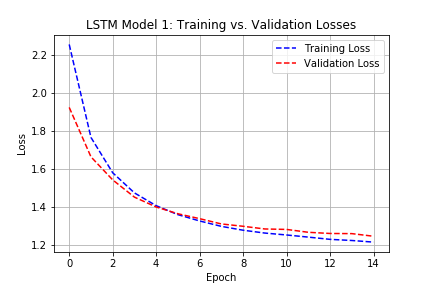 LSTM Model 1: Training vs. Validation Losses
Training Loss
Validation Loss
2.2
2.0
1.8
1.6
1.4
1.2
Loss
0 2 4 6 8 10 12 14
Epoch